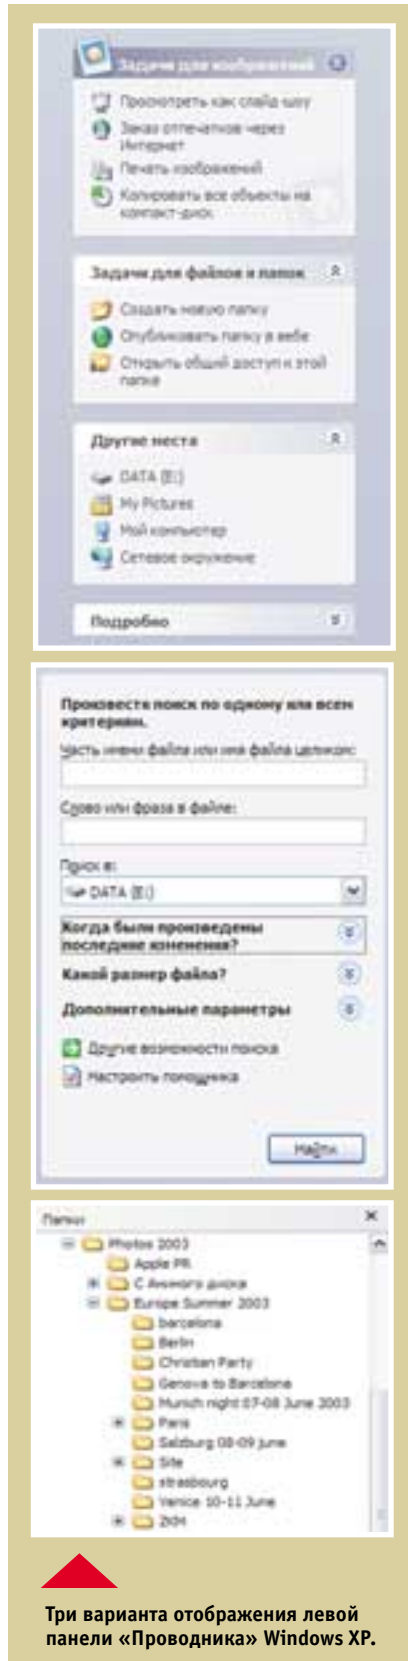 Задачи для изображений
Просмотреть как слайд-шоу
Заказ отпечатков через
Интернет
Печать изображений
Копировать все объекты на
компакт-диск
Задачи для файлов и папок
Создать новую папку
Опубликовать папку в вебе
Открыть общий доступ к этой
папке
Другие места
DATA (E:)
My Pictures
Мой компьютер
Сетевое окружение
Подробно
Произвести поиск по одному или всем
критериям.
Часть имени файла или имя файла целиком:
Слово или фраза в файле:
Поиск в:
DATA (E:)
Когда были произведены
последние изменения?
Какой размер файла?
Дополнительные параметры
Другие возможности поиска
Настроить помощника
Найти
Папки
Photos 2003
Apple PR
С Аниного диска
Europe Summer 2003
barcelona
Berlin
Christian Party
Genova to Barcelona
Munich night 07-08 June 2003
Paris
Salzburg 08-09 June
Site
strasbourg
Venice 10-11 June
ZKM
Три варианта отображения левой
панели «Проводника» Windows XP.